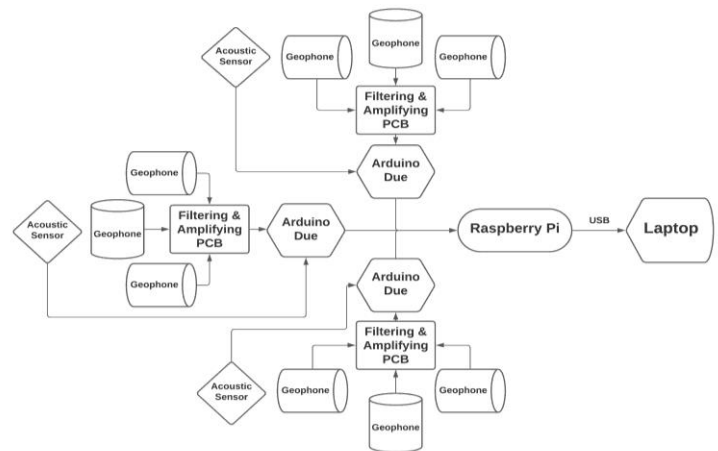 Acoustic
Sensor
Geophone
Geophone
Geophone
Filtering &
Amplifying
PCB
Arduino
Due
Geophone
Acoustic
Sensor
Geophone
Filtering &
Amplifying
PCB
Arduino
Due
Geophone
Raspberry Pi
USB
Laptop
Arduino
Due
Filtering &
Amplifying
PCB
Acoustic
Sensor
Geophone
Geophone
Geophone